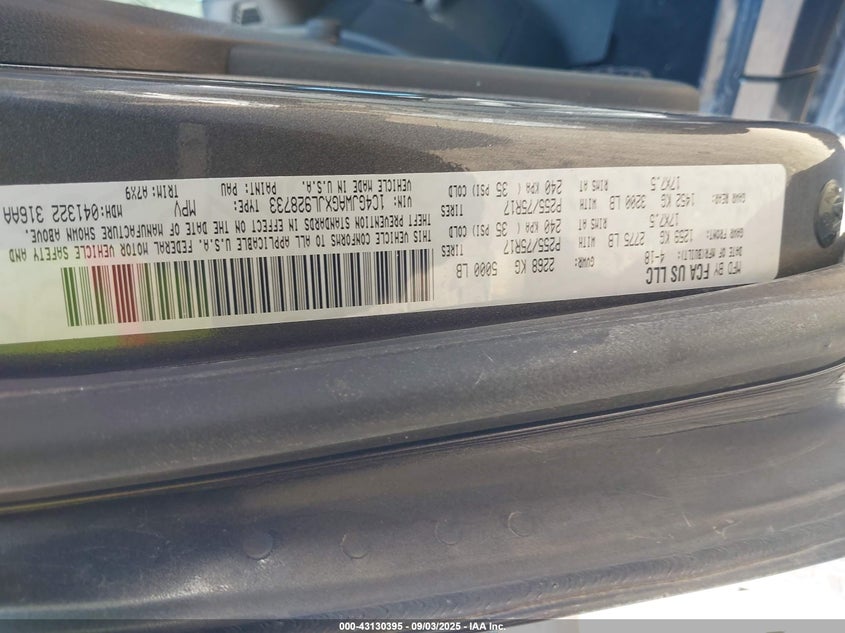 MFD BY FCA US LLC
DATE OF MFR(BUILT): 4-18 GVWR: 2268 KG 5000 LB
GAWR FRONT: 1259 KG 2775 LB WITH TIRES P255/75R17
17X7.5 RIMS AT 240 KPA ( 35 PSI) COLD
GAWR REAR: 1452 KG 3200 LB WITH TIRES P255/75R17
17X7.5 RIMS AT 240 KPA ( 35 PSI) COLD
THIS VEHICLE CONFORMS TO ALL APPLICABLE U.S.A. FEDERAL MOTOR VEHICLE SAFETY AND
THEFT PREVENTION STANDARDS IN EFFECT ON THE DATE OF MANUFACTURE SHOWN ABOVE.
VIN: 1C4GJWAG9JL928733 TYPE: MPV MDH:041322 316AA
VEHICLE MADE IN U.S.A. PAINT: PAU TRIM: A7X9
000-43130395 - 09/03/2025 - IAA, Inc.